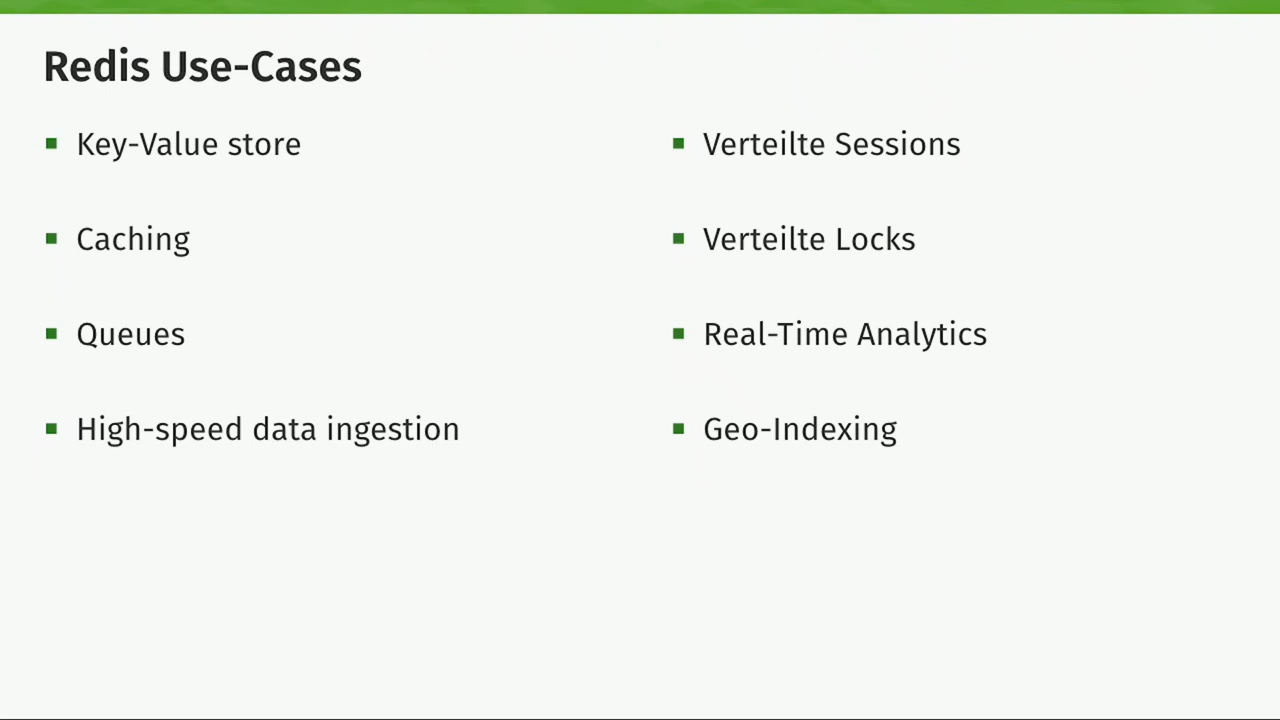 Redis Use-Cases
Key-Value store
Caching
Queues
High-speed data ingestion
Verteilte Sessions
Verteilte Locks
Real-Time Analytics
Geo-Indexing